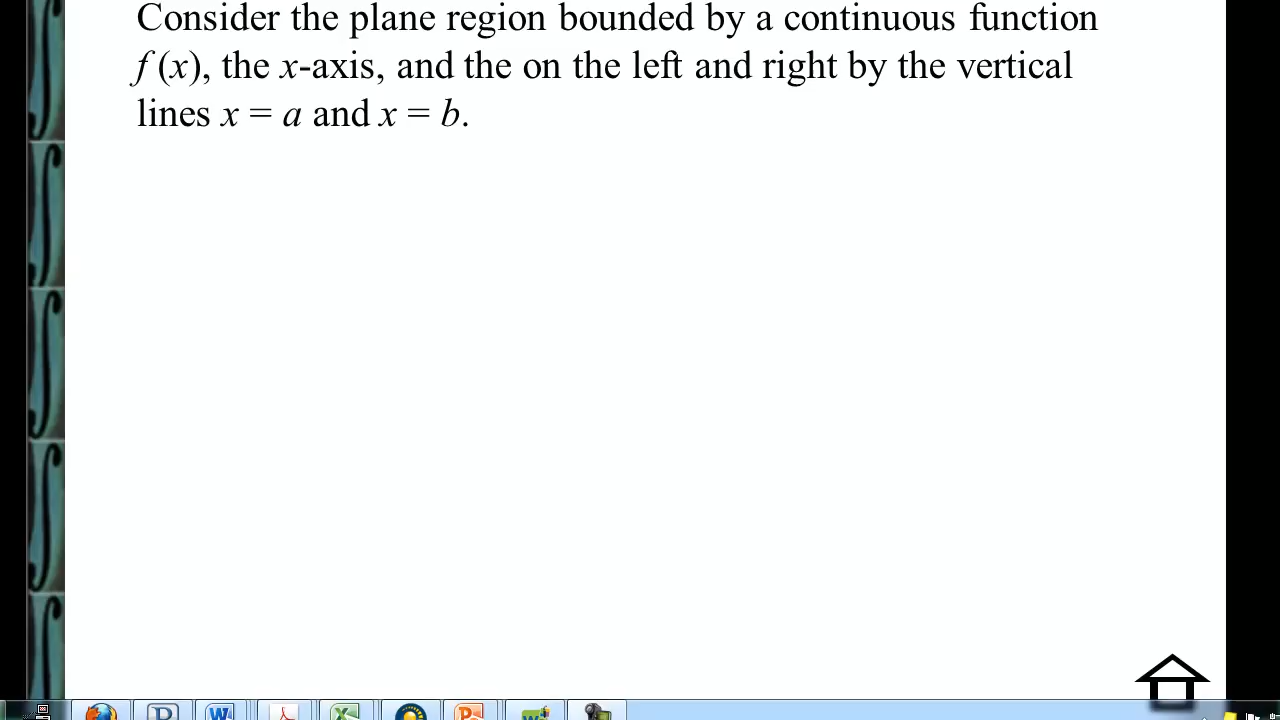 Consider the plane region bounded by a continuous function
f (x), the x-axis, and the on the left and right by the vertical
lines x = a and x = b.